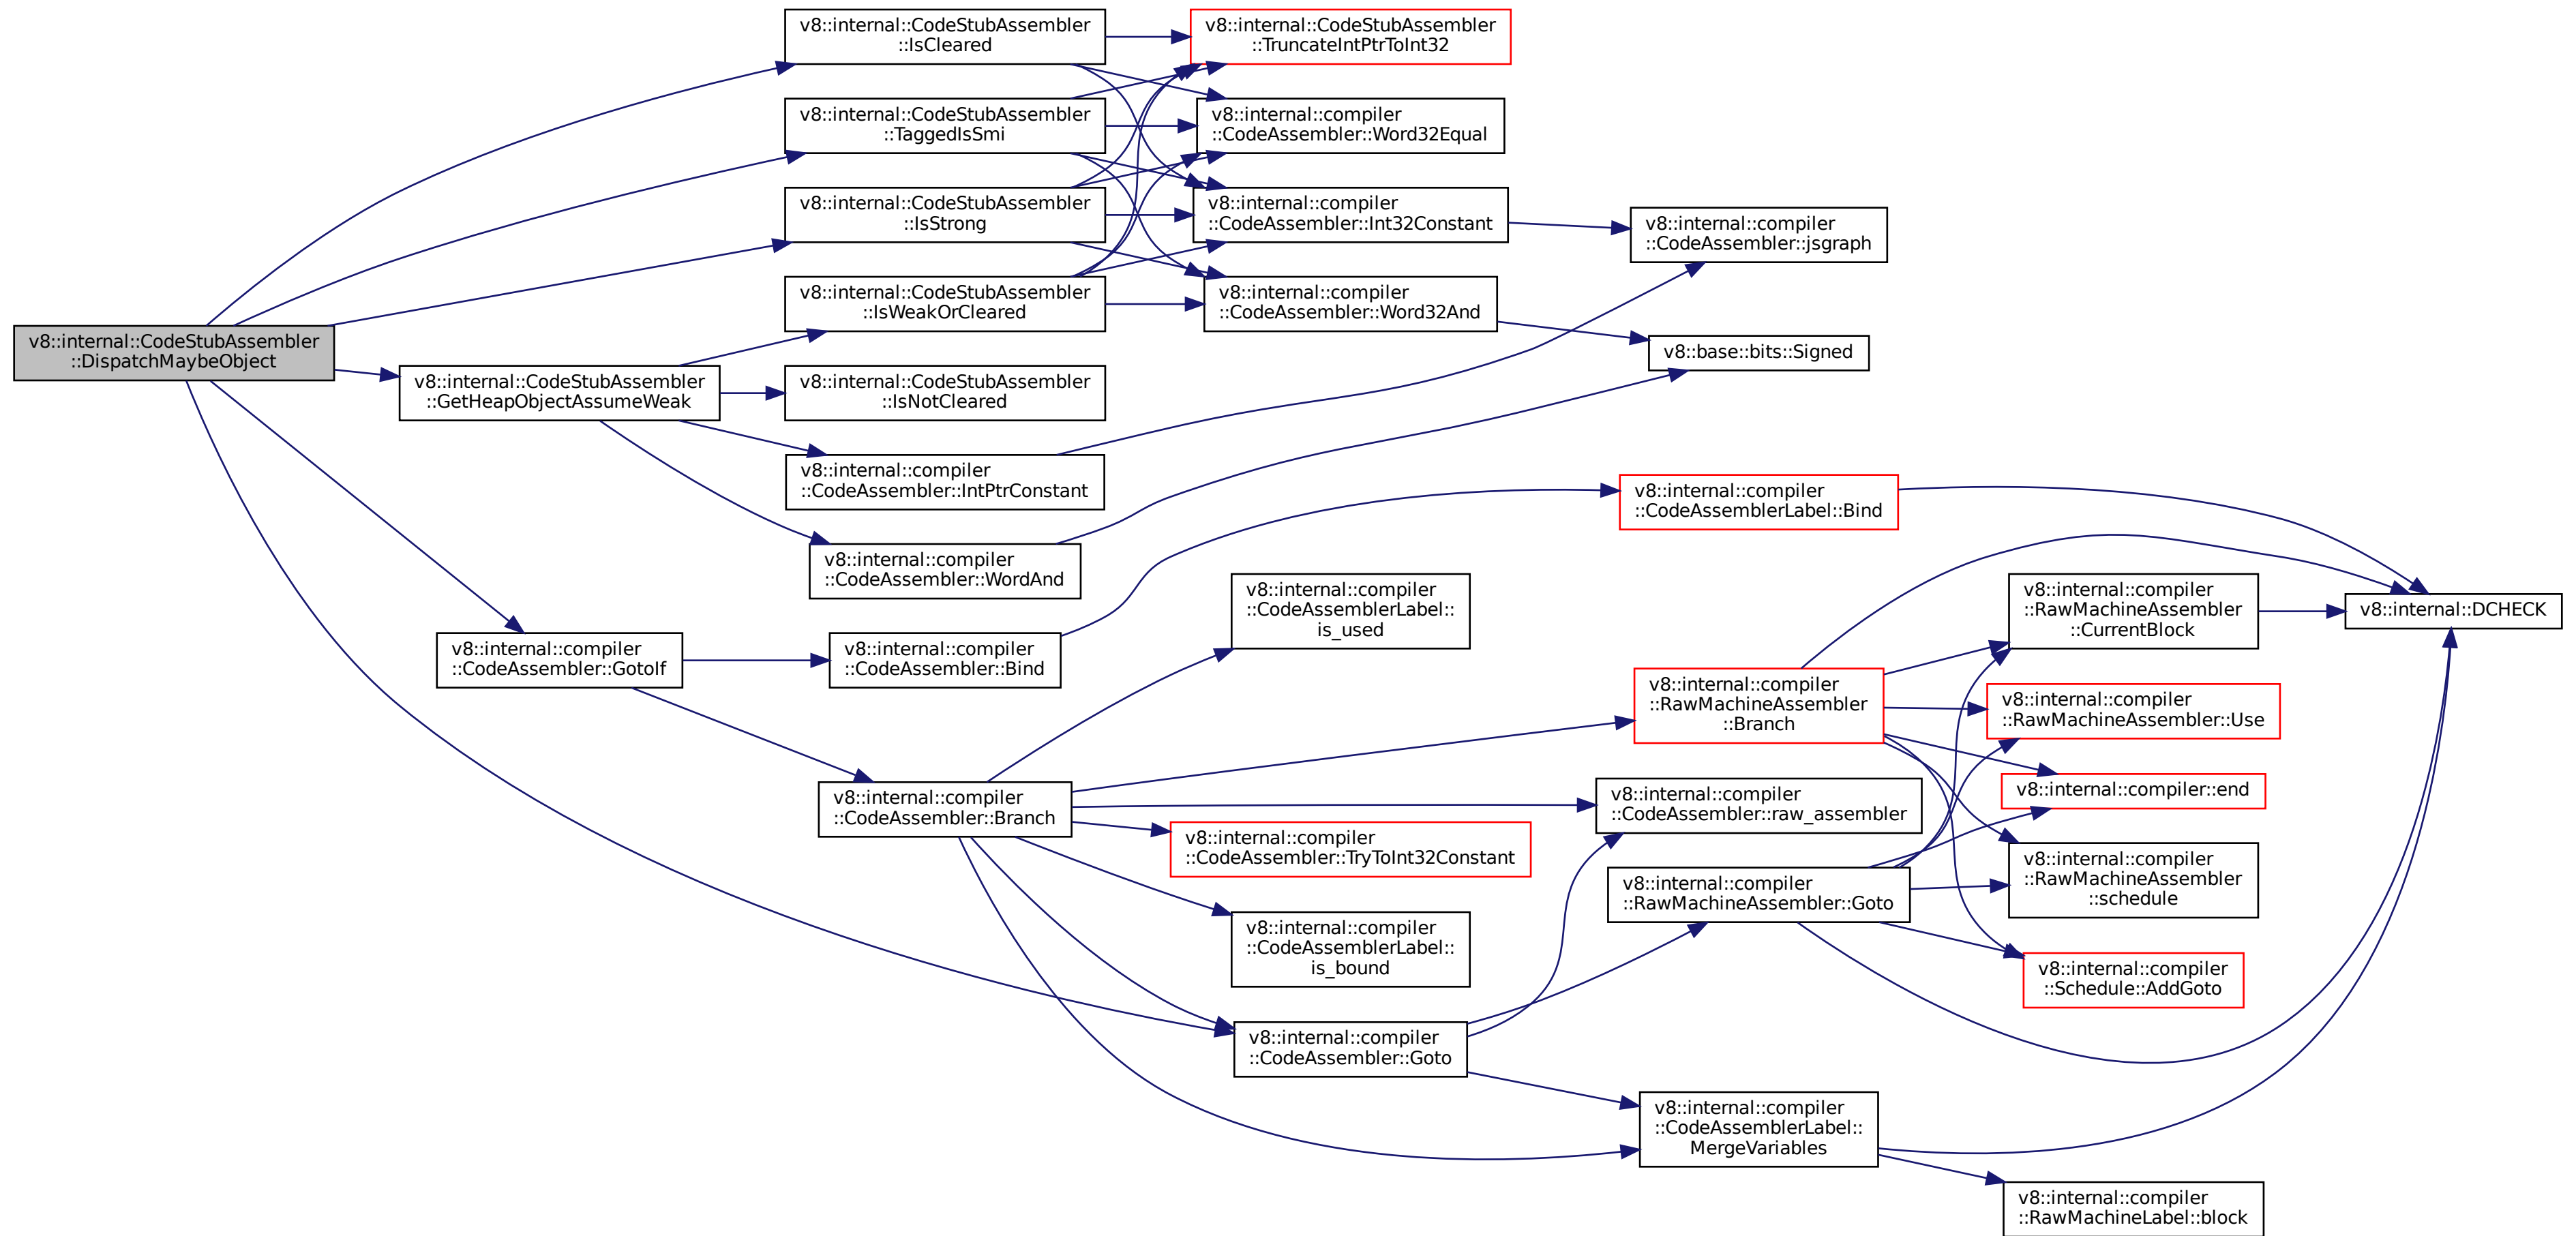 v8::internal::CodeStubAssembler
::DispatchMaybeObject
v8::internal::CodeStubAssembler
::IsCleared
v8::internal::CodeStubAssembler
::TaggedIsSmi
v8::internal::CodeStubAssembler
::IsStrong
v8::internal::CodeStubAssembler
::GetHeapObjectAssumeWeak
v8::internal::CodeStubAssembler
::IsWeakOrCleared
v8::internal::CodeStubAssembler
::IsNotCleared
v8::internal::compiler
::CodeAssembler::IntPtrConstant
v8::internal::compiler
::CodeAssembler::WordAnd
v8::internal::compiler
::CodeAssembler::GotoIf
v8::internal::compiler
::CodeAssembler::Bind
v8::internal::compiler
::CodeAssembler::Branch
v8::internal::CodeStubAssembler
::TruncateIntPtrToInt32
v8::internal::compiler
::CodeAssembler::Word32Equal
v8::internal::compiler
::CodeAssembler::Int32Constant
v8::internal::compiler
::CodeAssembler::Word32And
v8::internal::compiler
::CodeAssemblerLabel::
is_used
v8::internal::compiler
::CodeAssembler::TryToInt32Constant
v8::internal::compiler
::CodeAssemblerLabel::
is_bound
v8::internal::compiler
::CodeAssembler::Goto
v8::internal::compiler
::CodeAssembler::jsgraph
v8::base::bits::Signed
v8::internal::compiler
::CodeAssemblerLabel::Bind
v8::internal::compiler
::RawMachineAssembler
::Branch
v8::internal::compiler
::CodeAssembler::raw_assembler
v8::internal::compiler
::RawMachineAssembler::Goto
v8::internal::compiler
::CodeAssemblerLabel::
MergeVariables
v8::internal::compiler
::RawMachineAssembler
::CurrentBlock
v8::internal::compiler
::RawMachineAssembler::Use
v8::internal::compiler::end
v8::internal::compiler
::RawMachineAssembler
::schedule
v8::internal::compiler
::Schedule::AddGoto
v8::internal::compiler
::RawMachineLabel::block
v8::internal::DCHECK